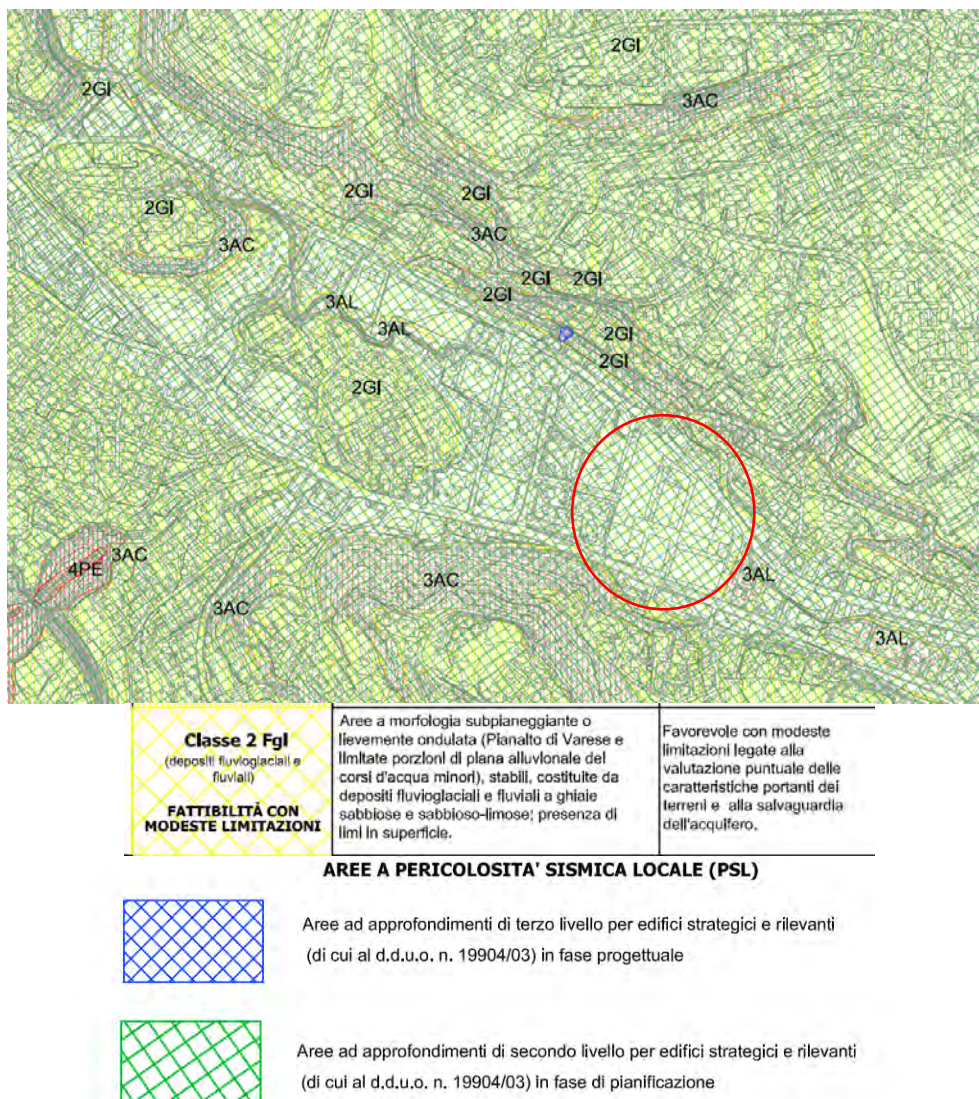 2GI
3AC
2GI
2GI
2GI
2GI
3AC
3AC
2GI
2GI
2GI
3AL
3AL
2GI
2GI
2GI
3AC
4PE
3AC
3AL
3AC
3AL
Classe 2 Fgl
(depositi fluvioglaciali e
fluviali)
FATTIBILITÀ CON
MODESTE LIMITAZIONI
Aree a morfologia subpianeggiante o
lievemente ondulata (Pianalto di Varese e
limitate porzioni di piana alluvionale dei
corsi d'acqua minori), stabili, costituite da
depositi fluvioglaciali e fluviali a ghiaie
sabbiose e sabbioso-limose; presenza di
limi in superficie.
Favorevole con modeste
limitazioni legate alla
valutazione puntuale delle
caratteristiche portanti dei
terreni e alla salvaguardia
dell'acquifero.
AREE A PERICOLOSITA' SISMICA LOCALE (PSL)
Aree ad approfondimenti di terzo livello per edifici strategici e rilevanti
(di cui al d.d.u.o. n. 19904/03) in fase progettuale
Aree ad approfondimenti di secondo livello per edifici strategici e rilevanti
(di cui al d.d.u.o. n. 19904/03) in fase di pianificazione